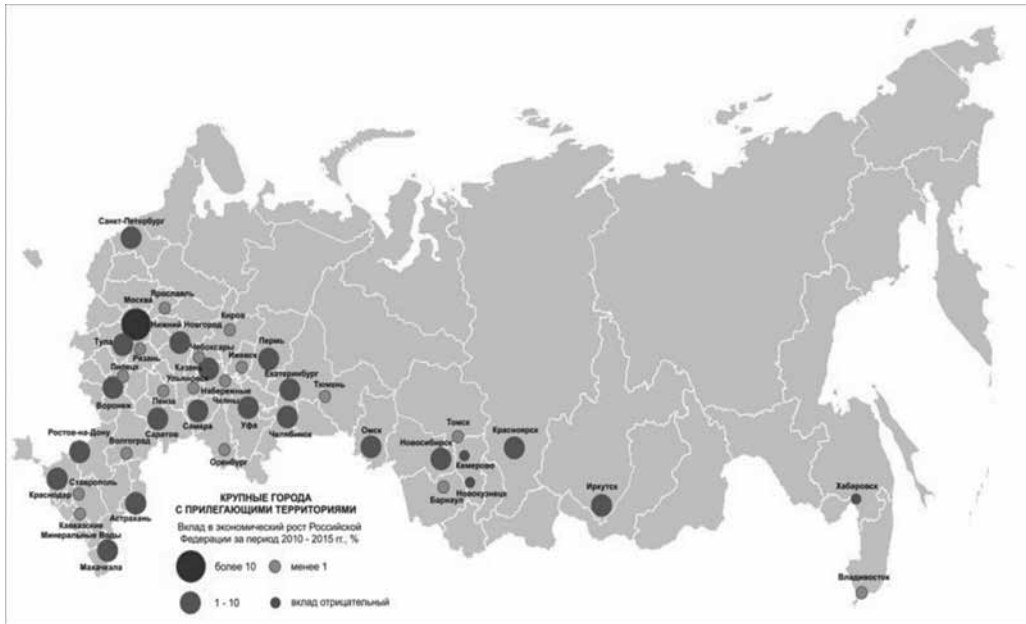 Санкт-Петербург
Ярославль
Москва
Киров
Нижний Новгород
Чебоксары
Пермь
Тула
Рязань
Ижевск
Казань
Липецк
Екатеринбург
Ульяновск
Набережные
Челны
Тюмень
Воронеж
Пенза
Самара
Уфа
Саратов
Челябинск
Томск
Омск
Красноярск
Ростов-на-Дону
Волгоград
Новосибирск
Кемерово
Оренбург
Барнаул
Новокузнецк
Иркутск
Хабаровск
Ставрополь
Краснодар
Астрахань
Кавказские
Минеральные Воды
Махачкала
Владивосток
КРУПНЫЕ ГОРОДА
С ПРИЛЕГАЮЩИМИ ТЕРРИТОРИЯМИ
Вклад в экономический рост Российской
Федерации за период 2010 - 2015 гг., %
более 10
менее 1
1 - 10
вклад отрицательный